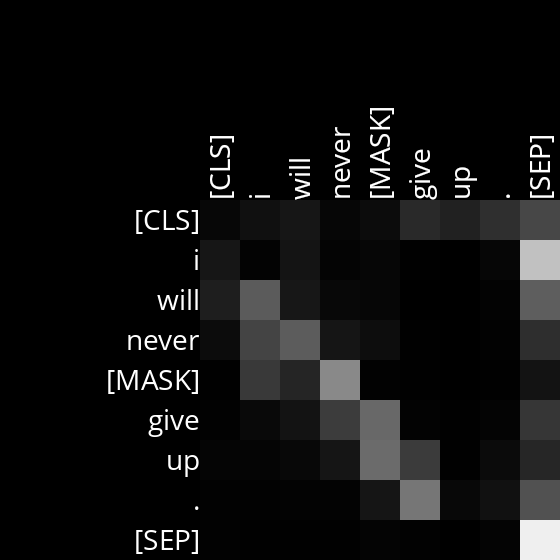 [CLS] i will never [MASK] give up . [SEP]
[CLS]
i
will
never
[MASK]
give
up
.
[SEP]